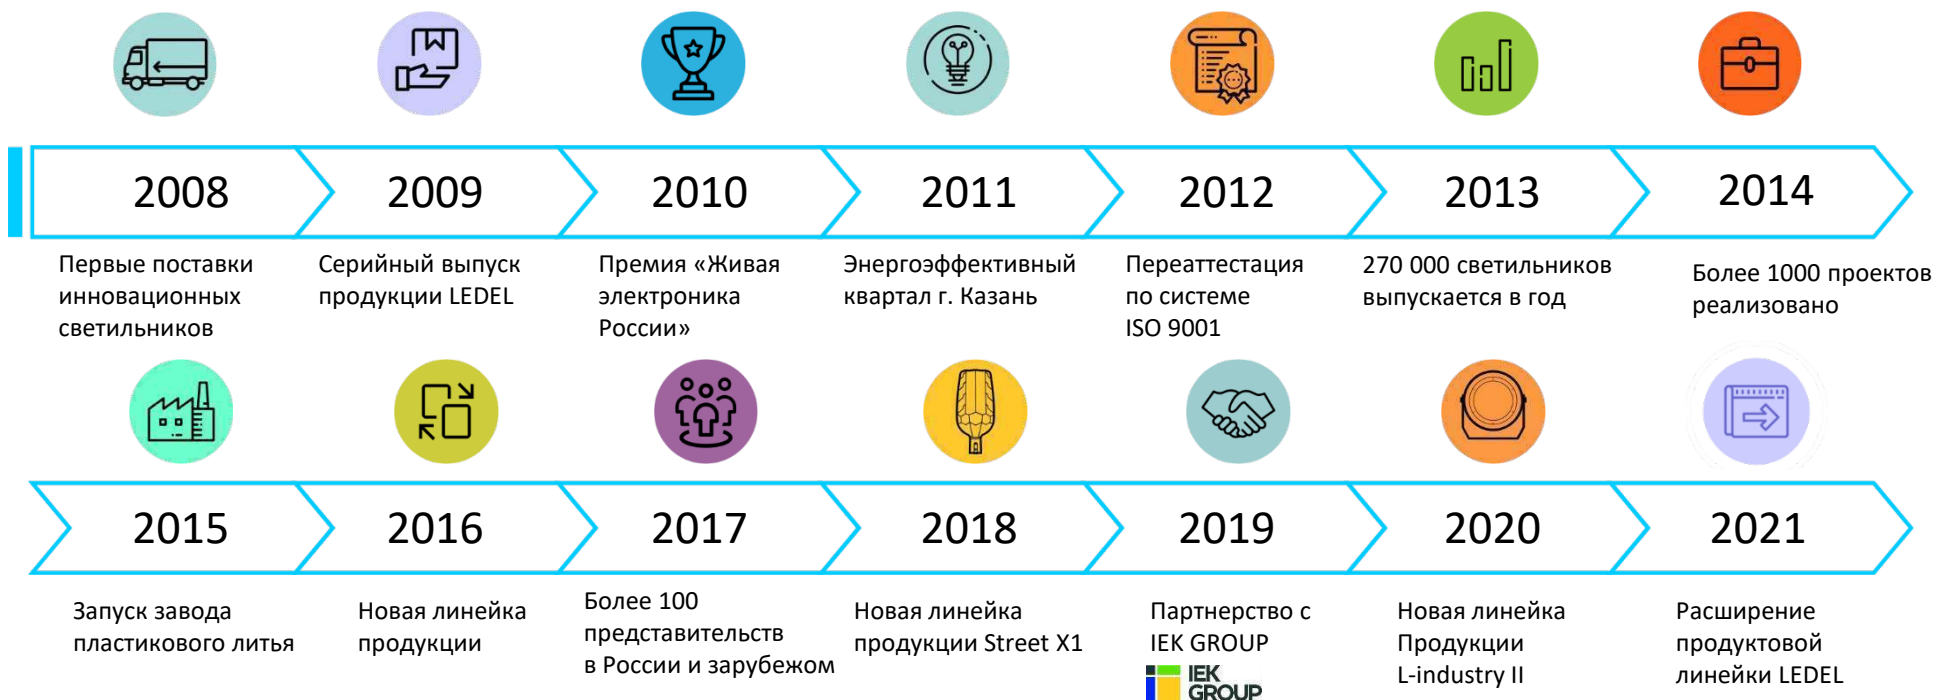 2008
2009
2010
2011
2012
2013
2014
Первые поставки
инновационных
светильников
Серийный выпуск
продукции LEDEL
Премия «Живая
электроника
России»
Энергоэффективный
квартал г. Казань
Переаттестация
по системе
ISO 9001
270 000 светильников
выпускается в год
Более 1000 проектов
реализовано
2015
2016
2017
2018
2019
2020
2021
Запуск завода
пластикового литья
Новая линейка
продукции
Более 100
представительств
в России и зарубежом
Новая линейка
продукции Street X1
Партнерство с
IEK GROUP
IEK
GROUP
Новая линейка
Продукции
L-industry II
Расширение
продуктовой
линейки LEDEL